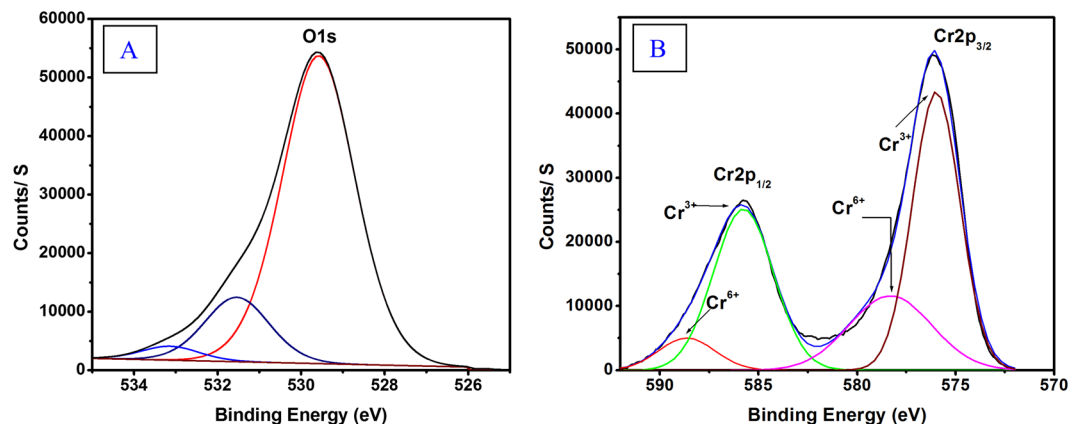 A
O1s
60000
50000
40000
30000
20000
10000
0
Counts/ S
534
532
530
528
526
Binding Energy (eV)
B
Cr2p3/2
Cr3+
Cr6+
Cr2p1/2
Cr3+
Cr6+
50000
40000
30000
20000
10000
0
Counts/ S
590
585
580
575
570
Binding Energy (eV)